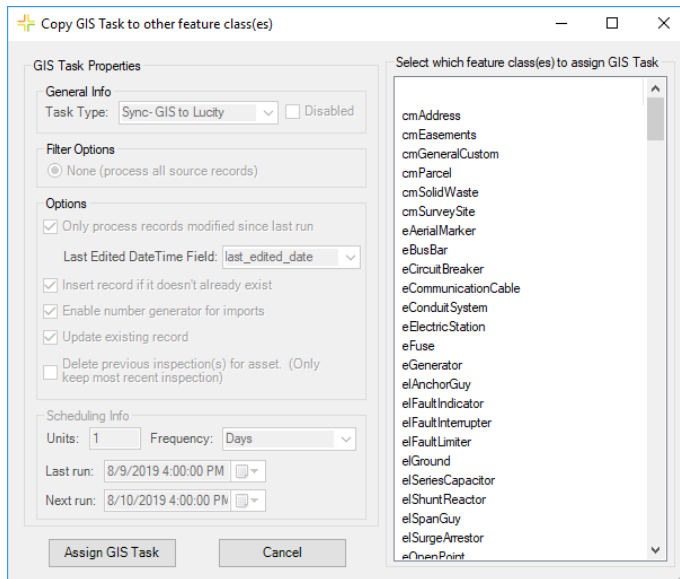 Copy GIS Task to other feature class(es)
GIS Task Properties
General Info
Task Type: Sync- GIS to Lucity Disabled
Filter Options
None (process all source records)
Options
Only process records modified since last run
Last Edited DateTime Field: last_edited_date
Insert record if it doesn't already exist
Enable number generator for imports
Update existing record
Delete previous inspection(s) for asset. (Only
keep most recent inspection)
Scheduling Info
Units: 1 Frequency: Days
Last run: 8/9/2019 4:00:00 PM
Next run: 8/10/2019 4:00:00 PM
Assign GIS Task Cancel
Select which feature class(es) to assign GIS Task
cmAddress
cmEasements
cmGeneralCustom
cmParcel
cmSolidWaste
cmSurveySite
eAerialMarker
eBusBar
eCircuitBreaker
eCommunicationCable
eConduitSystem
eElectricStation
eFuse
eGenerator
elAnchorGuy
elFaultIndicator
elFaultInterrupter
elFaultLimiter
elGround
elSeriesCapacitor
elShuntReactor
elSpanGuy
elSurgeArrestor
eOpenPoint